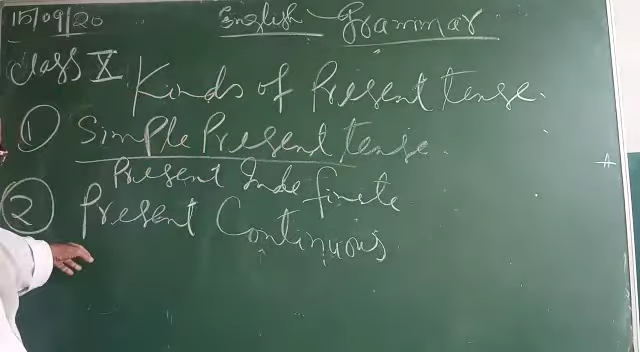 15/09/20
English Grammar
Class X
Kinds of Present tense.
① Simple Present tense.
Present Indefinite
② Present Continuous